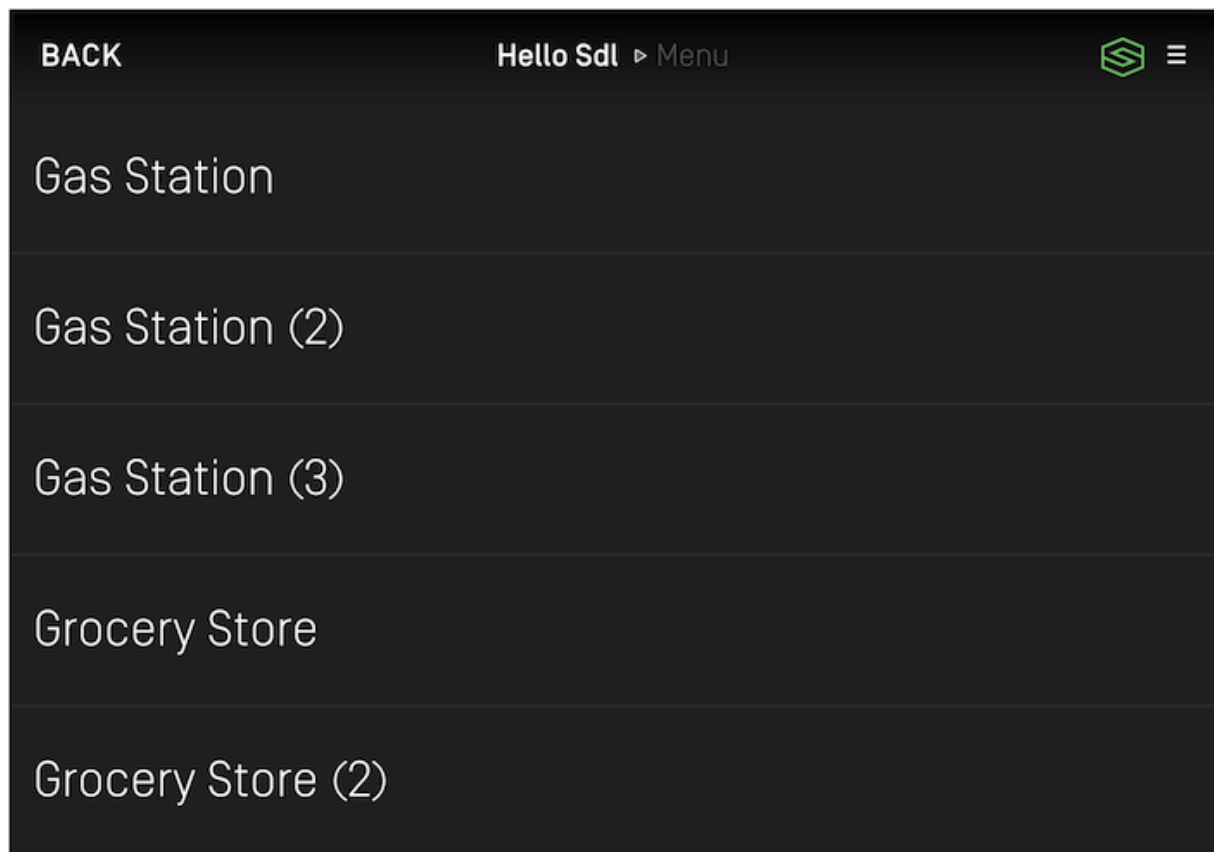 BACK Hello Sdl Menu
Gas Station
Gas Station (2)
Gas Station (3)
Grocery Store
Grocery Store (2)